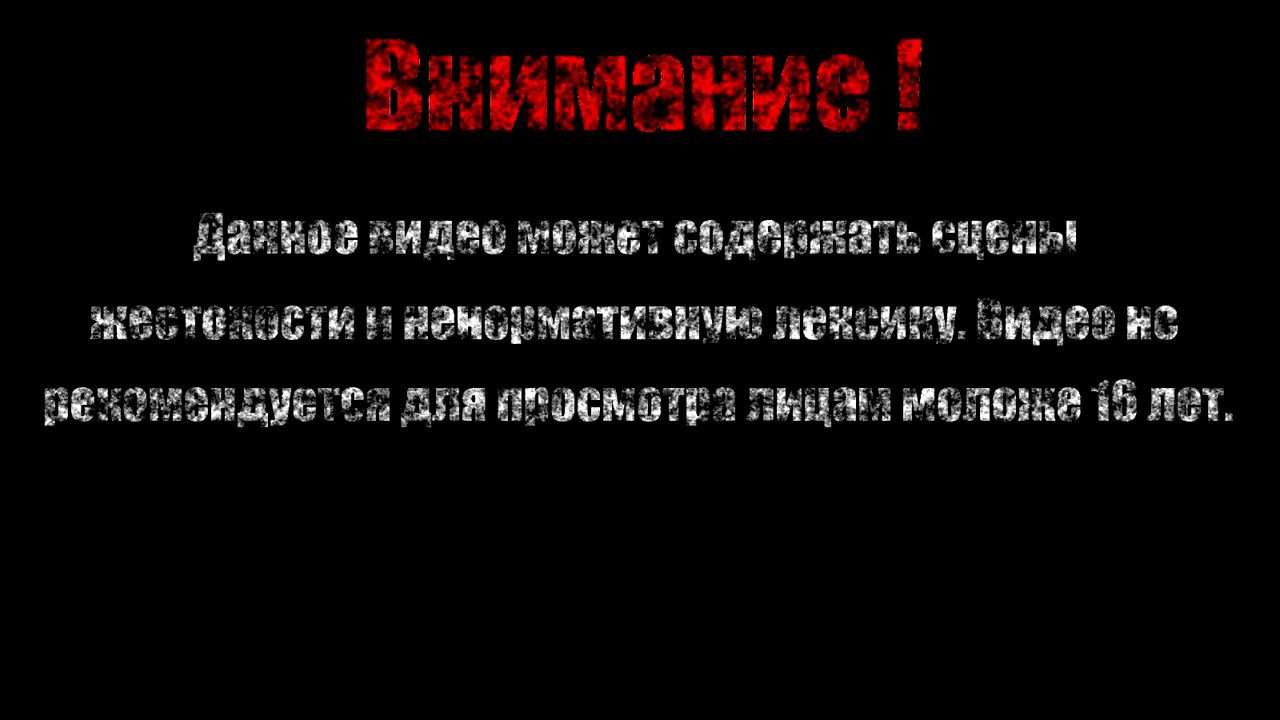 Внимание !
Данное видео может содержать сцены
жестокости и ненормативную лексику. Видео не
рекомендуется для просмотра лицам моложе 16 лет.